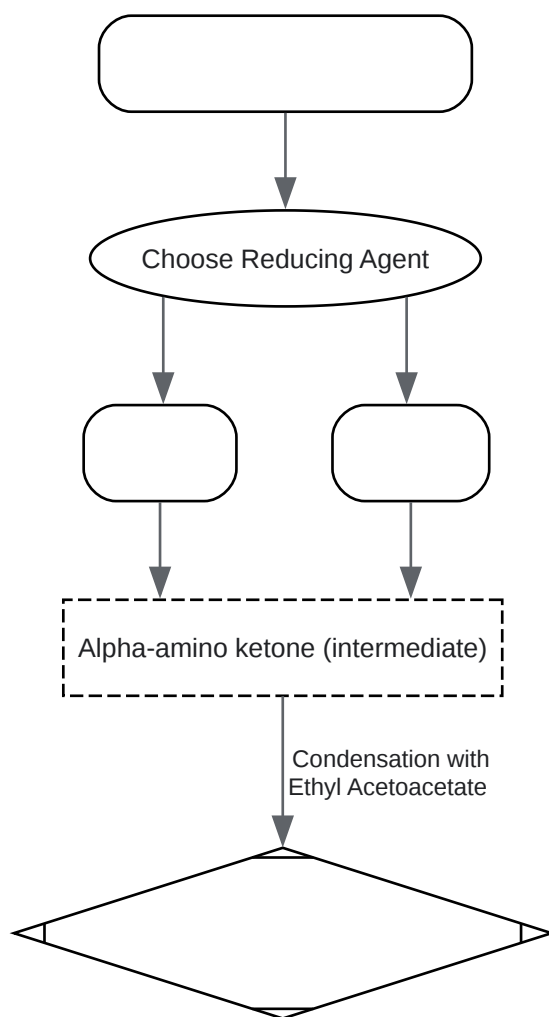 Choose Reducing Agent
Alpha-amino ketone (intermediate)
Condensation with
Ethyl Acetoacetate